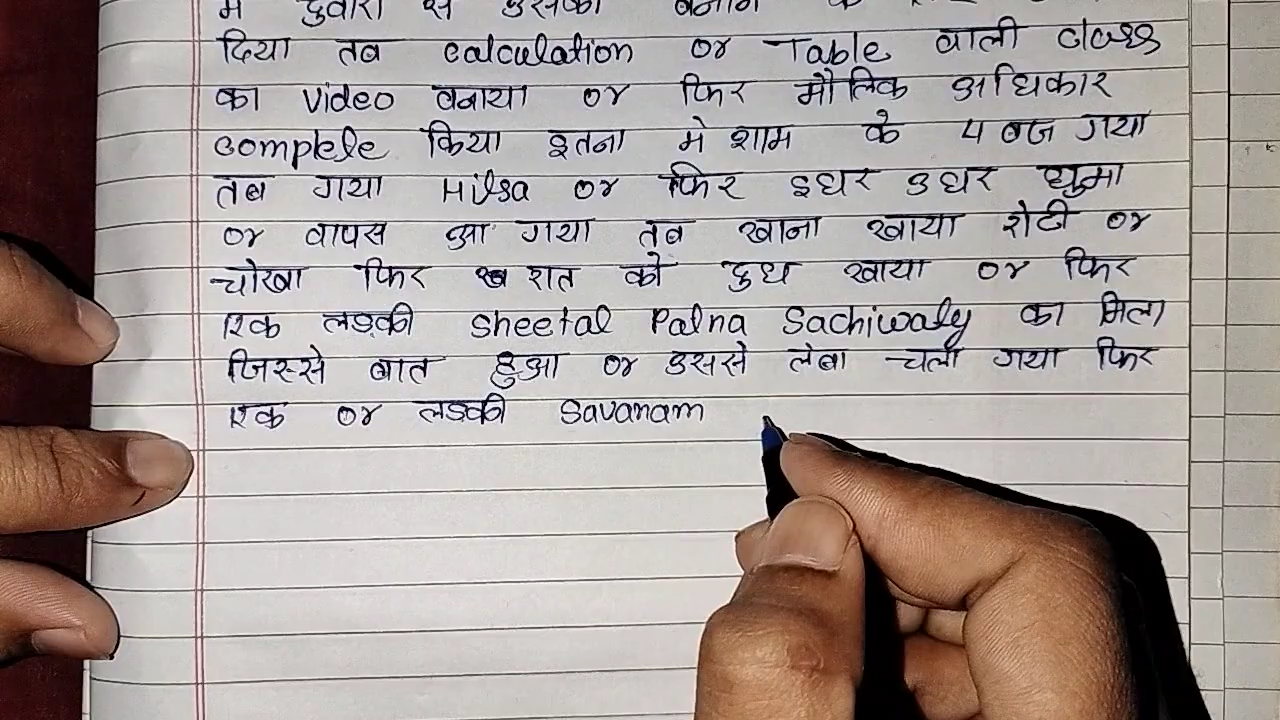 में दुवारा से उसको बनाने के
दिया तब calculation or Table वाली class
का video बनाया or फिर मौलिक अधिकार
complete किया इतना मे शाम के 4 बज गया
तब गया Hilsa or फिर इधर उधर घुमा
or वापस आ गया तब खाना खाया रोटी or
चोखा फिर रात को दुध खाया or फिर
एक लड़की Sheetal Palna Sachiwaly का मिला
जिस्से बात हुआ or उससे लेबा चला गया फिर
एक or लड़की Savanam